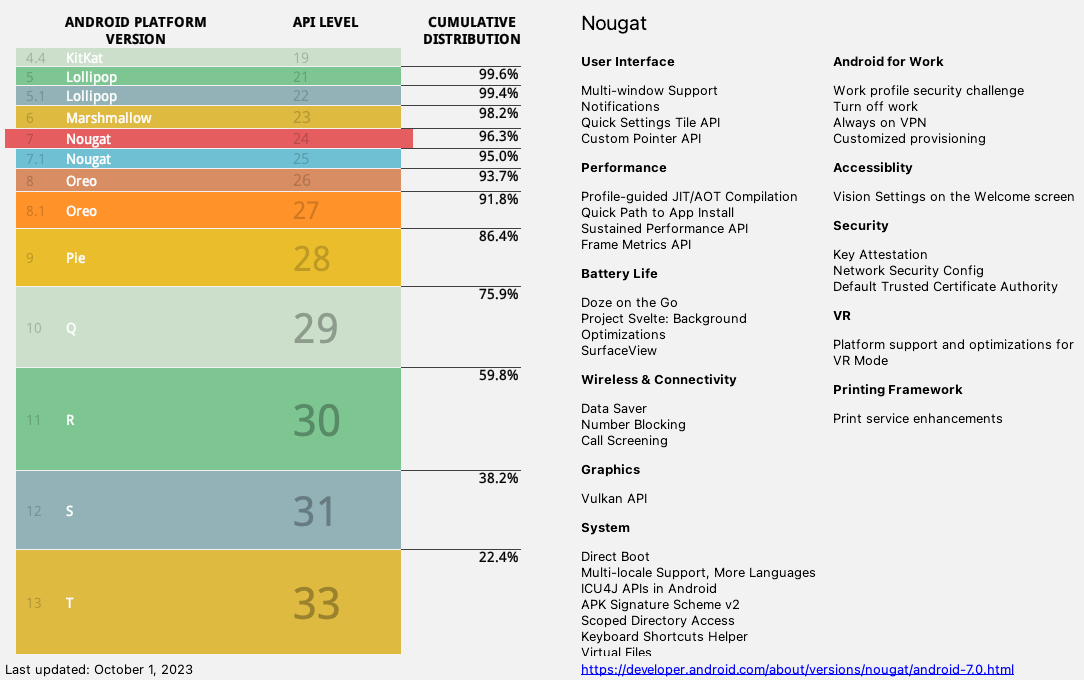 ANDROID PLATFORM
VERSION
API LEVEL
CUMULATIVE
DISTRIBUTION
4.4 KitKat 19
5 Lollipop 21
99.6%
5.1 Lollipop 22
99.4%
6 Marshmallow 23
98.2%
7 Nougat 24
96.3%
7.1 Nougat 25
95.0%
8 Oreo 26
93.7%
8.1 Oreo 27
91.8%
9 Pie 28
86.4%
10 Q 29
75.9%
11 R 30
59.8%
12 S 31
38.2%
13 T 33
22.4%
Last updated: October 1, 2023
Nougat
User Interface
Multi-window Support
Notifications
Quick Settings Tile API
Custom Pointer API
Performance
Profile-guided JIT/AOT Compilation
Quick Path to App Install
Sustained Performance API
Frame Metrics API
Battery Life
Doze on the Go
Project Svelte: Background
Optimizations
SurfaceView
Wireless & Connectivity
Data Saver
Number Blocking
Call Screening
Graphics
Vulkan API
System
Direct Boot
Multi-locale Support, More Languages
ICU4J APIs in Android
APK Signature Scheme v2
Scoped Directory Access
Keyboard Shortcuts Helper
Virtual Files
Android for Work
Work profile security challenge
Turn off work
Always on VPN
Customized provisioning
Accessiblity
Vision Settings on the Welcome screen
Security
Key Attestation
Network Security Config
Default Trusted Certificate Authority
VR
Platform support and optimizations for
VR Mode
Printing Framework
Print service enhancements
https://developer.android.com/about/versions/nougat/android-7.0.html